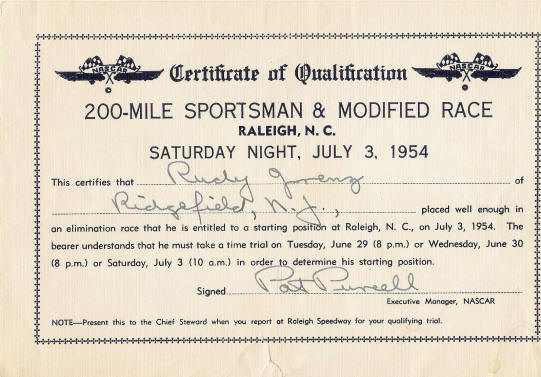 NASCAR Certificate of Qualification NASCAR
200-MILE SPORTSMAN & MODIFIED RACE
RALEIGH, N. C.
SATURDAY NIGHT, JULY 3, 1954
This certifies that Rudy Gorenz of
Ridgefield, N.J., placed well enough in
an elimination race that he is entitled to a starting position at Raleigh, N. C., on July 3, 1954. The
bearer understands that he must take a time trial on Tuesday, June 29 (8 p.m.) or Wednesday, June 30
(8 p.m.) or Saturday, July 3 (10 a.m.) in order to determine his starting position.
Signed Pat Purcell
Executive Manager, NASCAR
NOTE—Present this to the Chief Steward when you report at Raleigh Speedway for your qualifying trial.